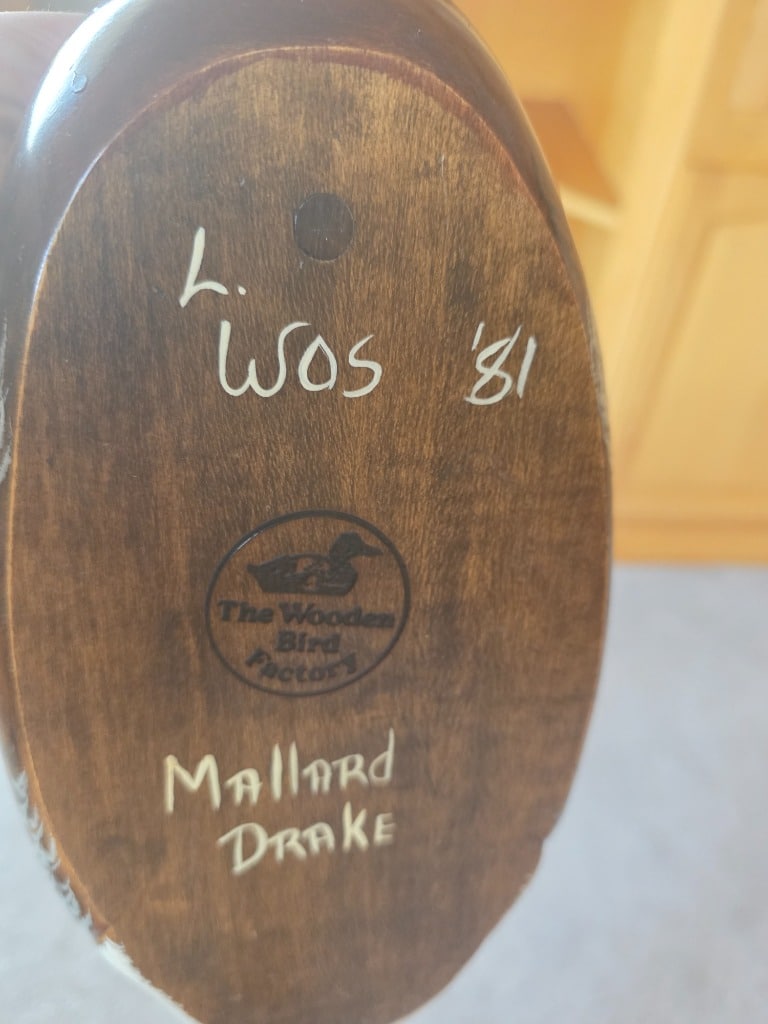 L.
WOS '81
The Wooden
Bird
Factory
MAllARd
DRAKE